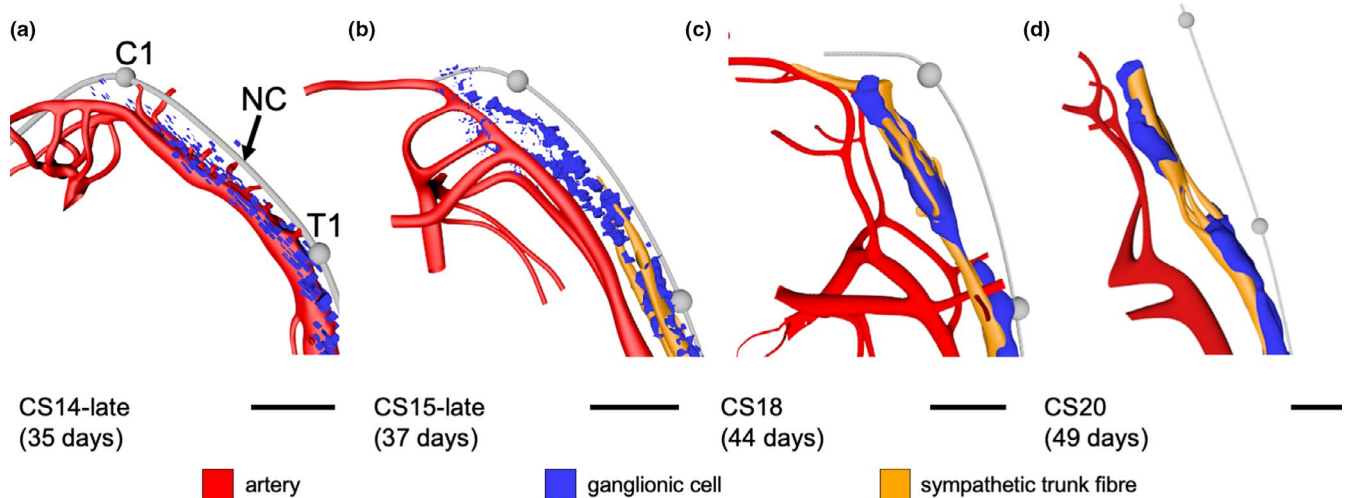 (a)
(b)
(c)
(d)
C1
NC
T1
CS14-late
(35 days)
CS15-late
(37 days)
CS18
(44 days)
CS20
(49 days)
artery
ganglionic cell
sympathetic trunk fibre